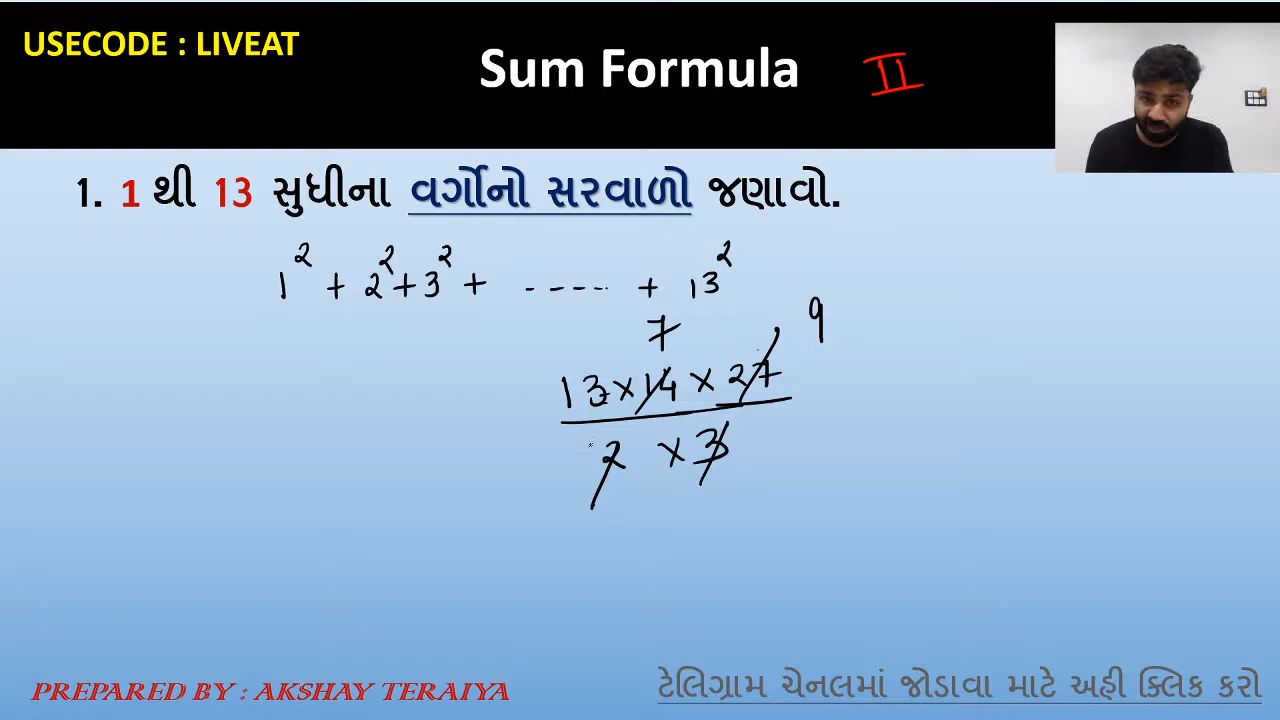 USECODE : LIVEAT
Sum Formula II
1. 1 થી 13 સુધીના વર્ગોનો સરવાળો જણાવો.
1² + 2² + 3² + ----- + 13²
7 9
13 × 14 × 27
2 × 3
PREPARED BY : AKSHAY TERAIYA
ટેલિગ્રામ ચેનલમાં જોડાવા માટે અહી ક્લિક કરો